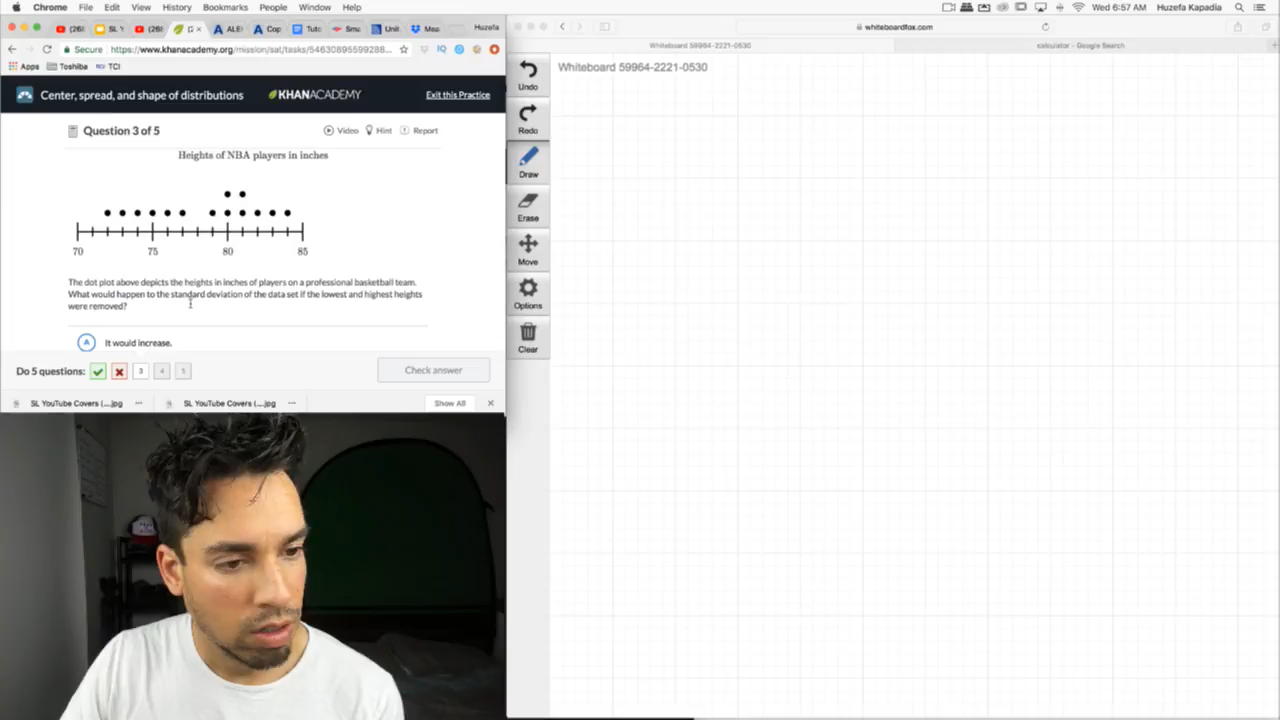 Chrome File Edit View History Bookmarks People Window Help
Wed 6:57 AM Huzefa Kapadia
Huzefa
Secure https://www.khanacademy.org/mission/sat/tasks/54630895599288...
Apps Toshiba TCI
Center, spread, and shape of distributions KHANACADEMY Exit this Practice
Question 3 of 5 Video Hint Report
Heights of NBA players in inches
70 75 80 85
The dot plot above depicts the heights in inches of players on a professional basketball team.
What would happen to the standard deviation of the data set if the lowest and highest heights
were removed?
A It would increase.
Do 5 questions: 3 4 5 Check answer
SL YouTube Covers (....jpg SL YouTube Covers (....jpg Show All
whiteboardfox.com
Whiteboard 59964-2221-0530 calculator - Google Search
Whiteboard 59964-2221-0530
Undo
Redo
Draw
Erase
Move
Options
Clear